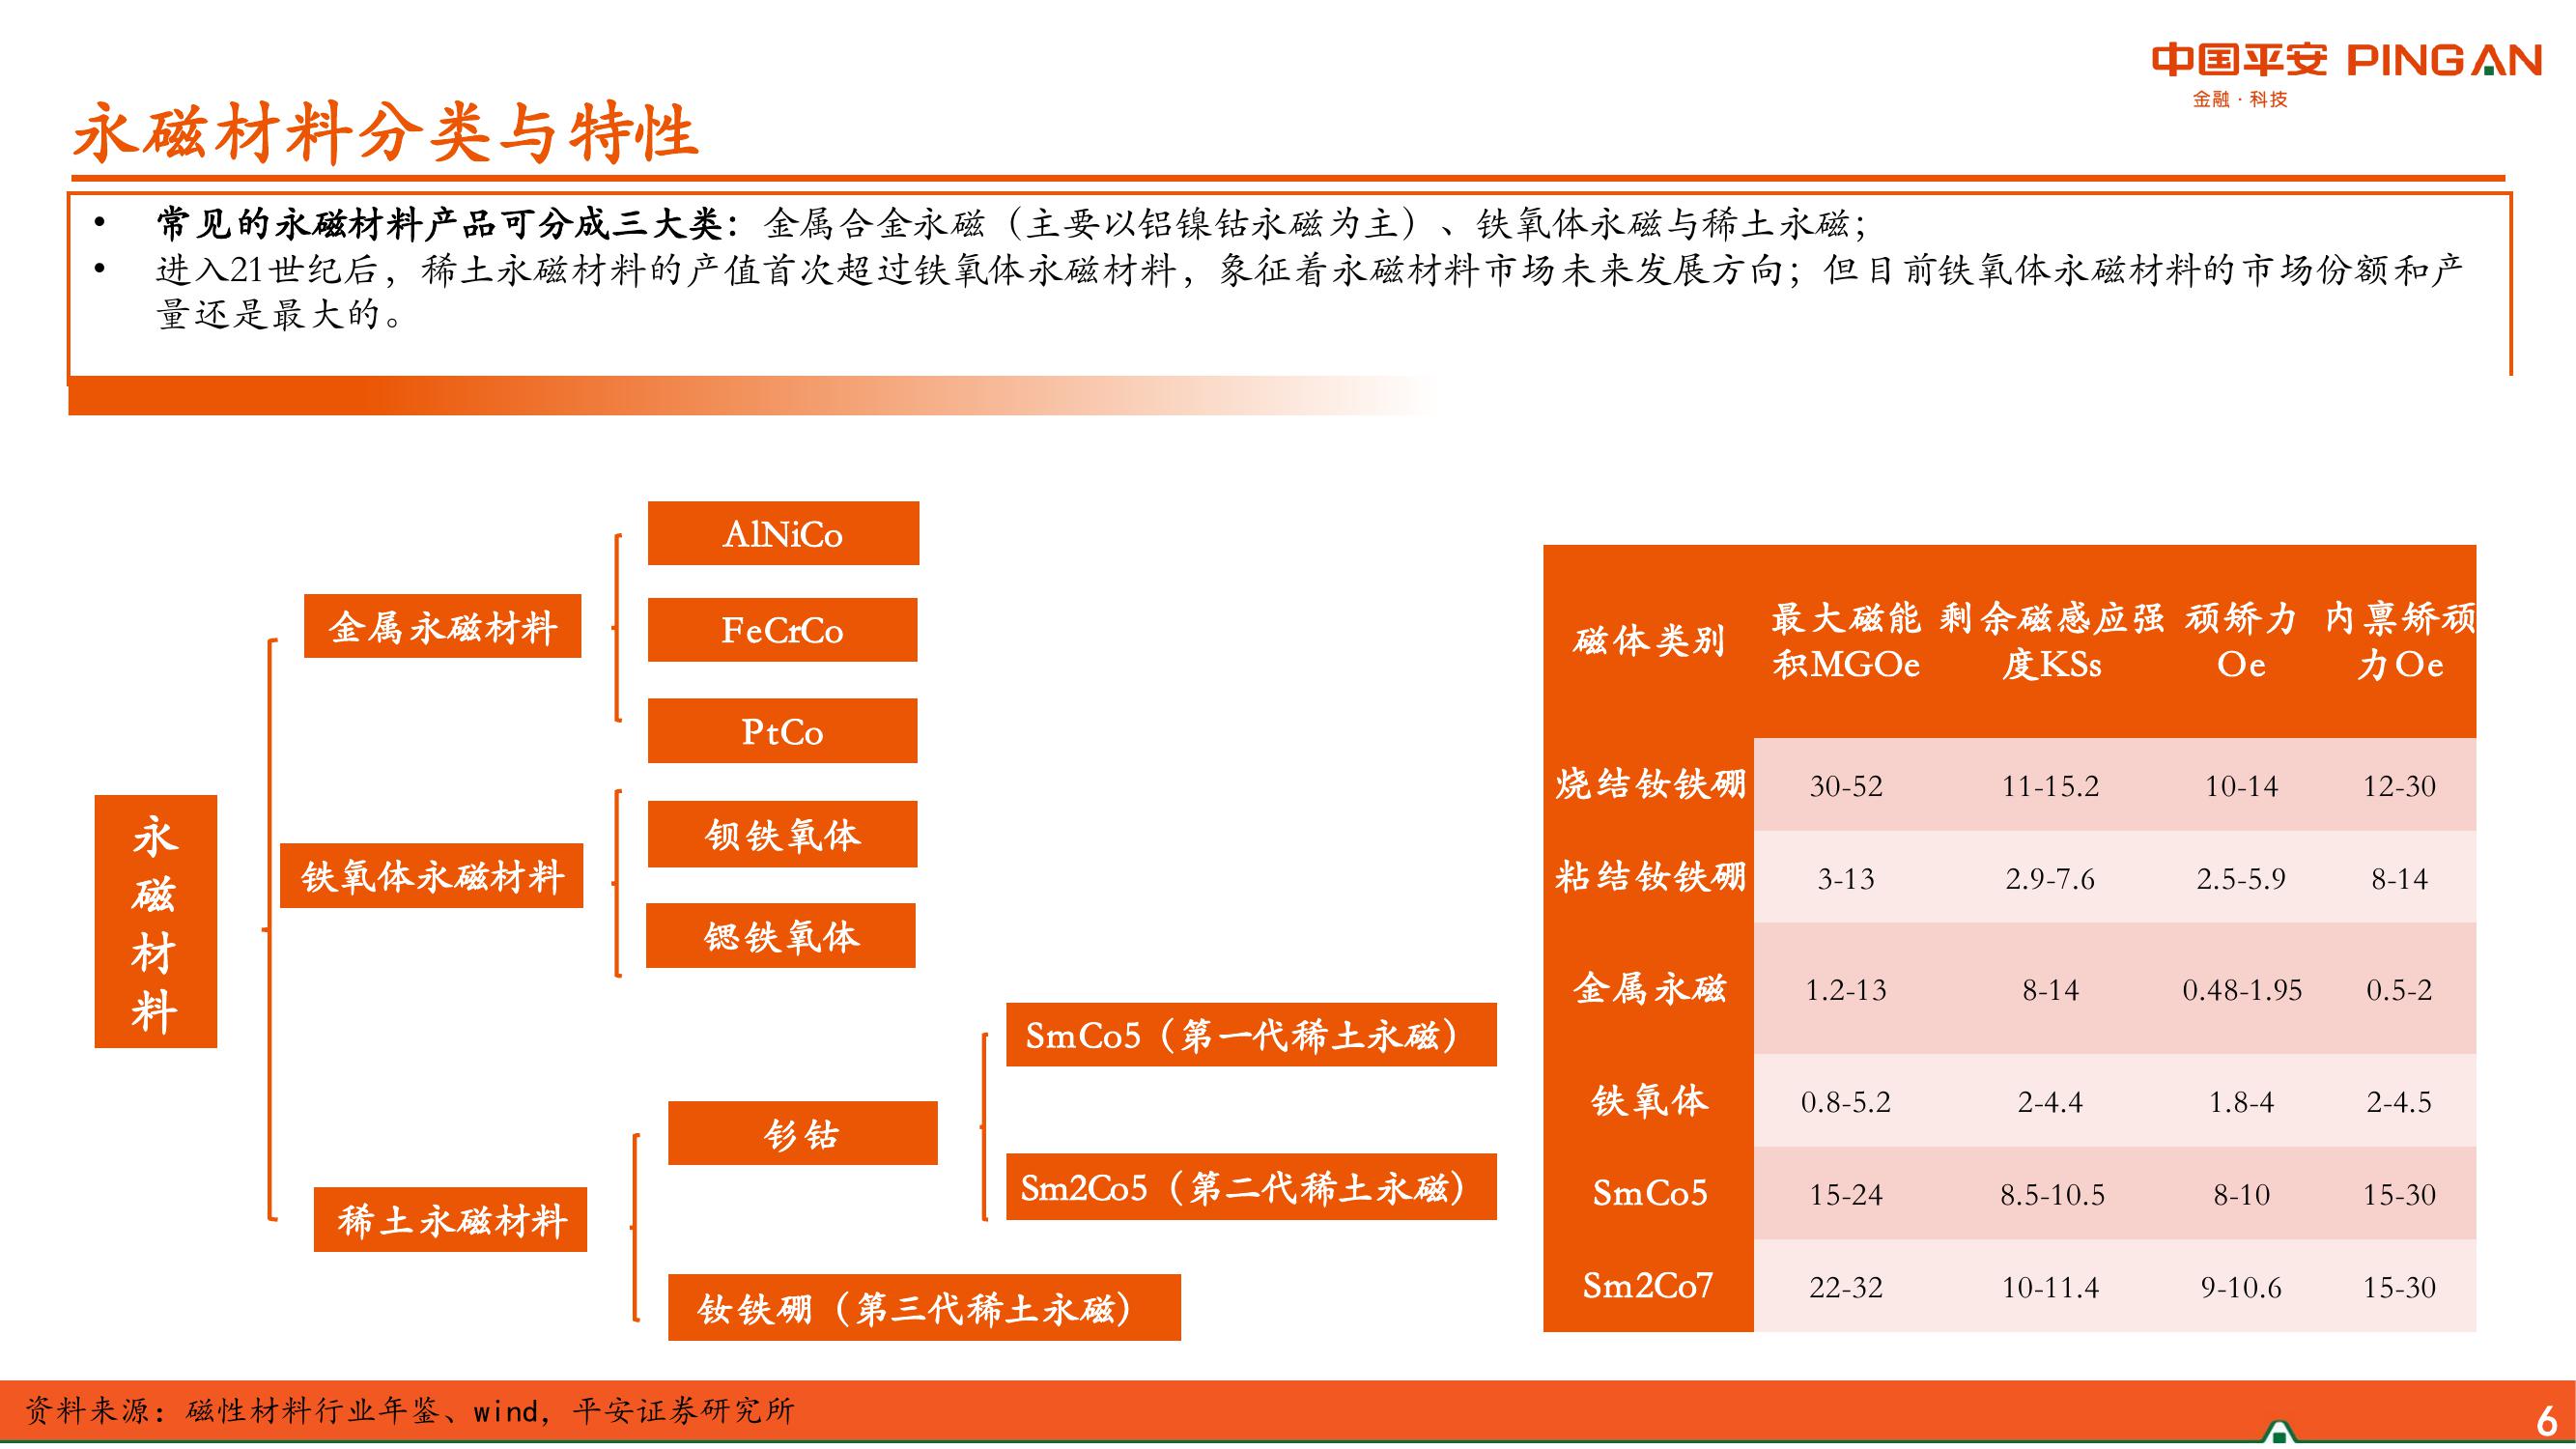 中国平安 PINGAN
金融·科技
永磁材料分类与特性
• 常见的永磁材料产品可分成三大类：金属合金永磁（主要以铝镍钴永磁为主）、铁氧体永磁与稀土永磁；
• 进入21世纪后，稀土永磁材料的产值首次超过铁氧体永磁材料，象征着永磁材料市场未来发展方向；但目前铁氧体永磁材料的市场份额和产
量还是最大的。
永
磁
材
料
金属永磁材料
AlNiCo
FeCrCo
PtCo
铁氧体永磁材料
钡铁氧体
锶铁氧体
稀土永磁材料
钐钴
SmCo5（第一代稀土永磁）
Sm2Co5（第二代稀土永磁）
钕铁硼（第三代稀土永磁）
磁体类别 最大磁能 剩余磁感应强 顽矫力 内禀矫顽
积MGOe 度KSs Oe 力Oe
烧结钕铁硼 30-52 11-15.2 10-14 12-30
粘结钕铁硼 3-13 2.9-7.6 2.5-5.9 8-14
金属永磁 1.2-13 8-14 0.48-1.95 0.5-2
铁氧体 0.8-5.2 2-4.4 1.8-4 2-4.5
SmCo5 15-24 8.5-10.5 8-10 15-30
Sm2Co7 22-32 10-11.4 9-10.6 15-30
资料来源：磁性材料行业年鉴、wind，平安证券研究所
6